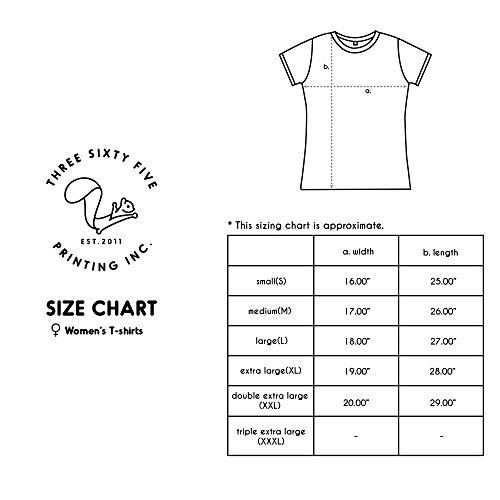 THREE SIXTY FIVE
EST.2011
PRINTING INC.
SIZE CHART
♀ Women's T-shirts
b.
a.
* This sizing chart is approximate.
a. width b. length
small(S) 16.00" 25.00"
medium(M) 17.00" 26.00"
large(L) 18.00" 27.00"
extra large(XL) 19.00" 28.00"
double extra large
(XXL) 20.00" 29.00"
triple extra large
(XXXL) - -